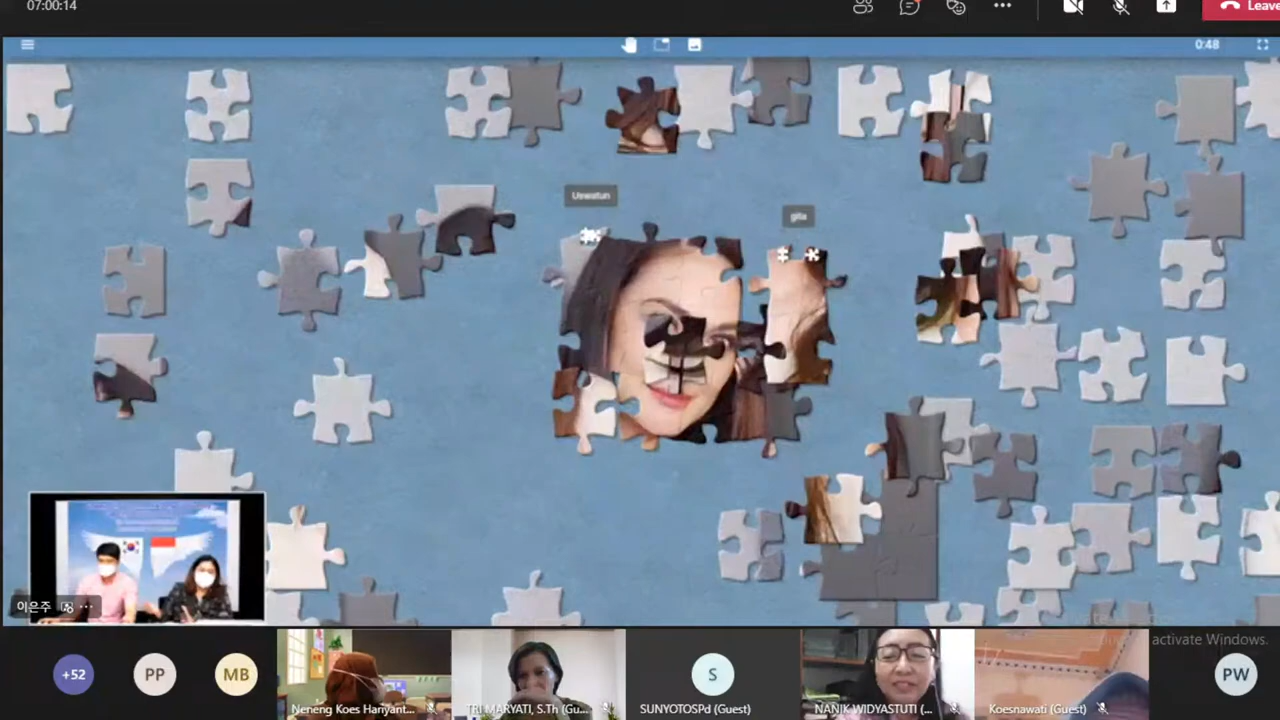 07:00:14
Leave
0:48
Uswatun
gita
이은주
+52
PP
MB
Neneng Koes Hariyant...
TRI MARYATI, S.Th (Gu...
S
SUNYOTOSPd (Guest)
NANIK WIDYASTUTI (...
Koesnawati (Guest)
activate Windows.
PW